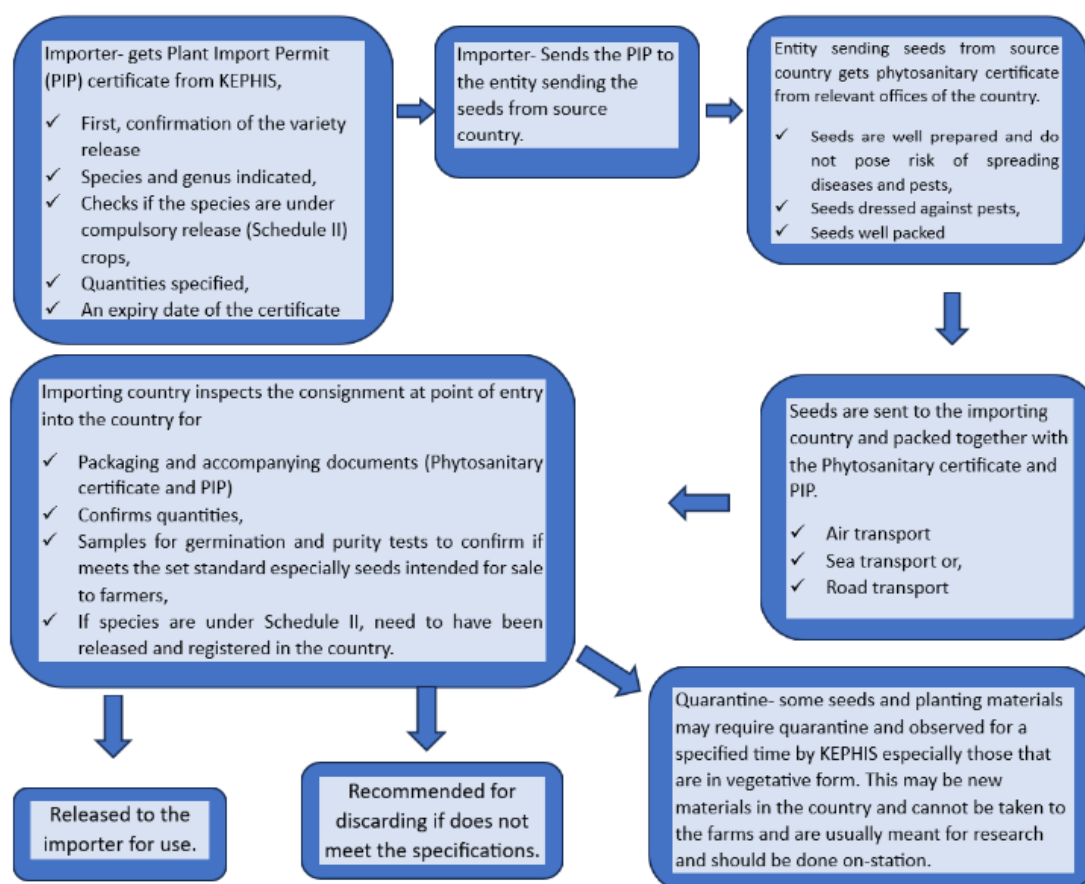 Importer- gets Plant Import Permit
(PIP) certificate from KEPHIS,
✓ First, confirmation of the variety
release
✓ Species and genus indicated,
✓ Checks if the species are under
compulsory release (Schedule II)
crops,
✓ Quantities specified,
✓ An expiry date of the certificate
Importer- Sends the PIP to
the entity sending the
seeds from source
country.
Entity sending seeds from source
country gets phytosanitary certificate
from relevant offices of the country.
✓ Seeds are well prepared and do
not pose risk of spreading
diseases and pests,
✓ Seeds dressed against pests,
✓ Seeds well packed
Seeds are sent to the importing
country and packed together with
the Phytosanitary certificate and
PIP.
✓ Air transport
✓ Sea transport or,
✓ Road transport
Importing country inspects the consignment at point of entry
into the country for
✓ Packaging and accompanying documents (Phytosanitary
certificate and PIP)
✓ Confirms quantities,
✓ Samples for germination and purity tests to confirm if
meets the set standard especially seeds intended for sale
to farmers,
✓ If species are under Schedule II, need to have been
released and registered in the country.
Released to the
importer for use.
Recommended for
discarding if does not
meet the specifications.
Quarantine- some seeds and planting materials
may require quarantine and observed for a
specified time by KEPHIS especially those that
are in vegetative form. This may be new
materials in the country and cannot be taken to
the farms and are usually meant for research
and should be done on-station.